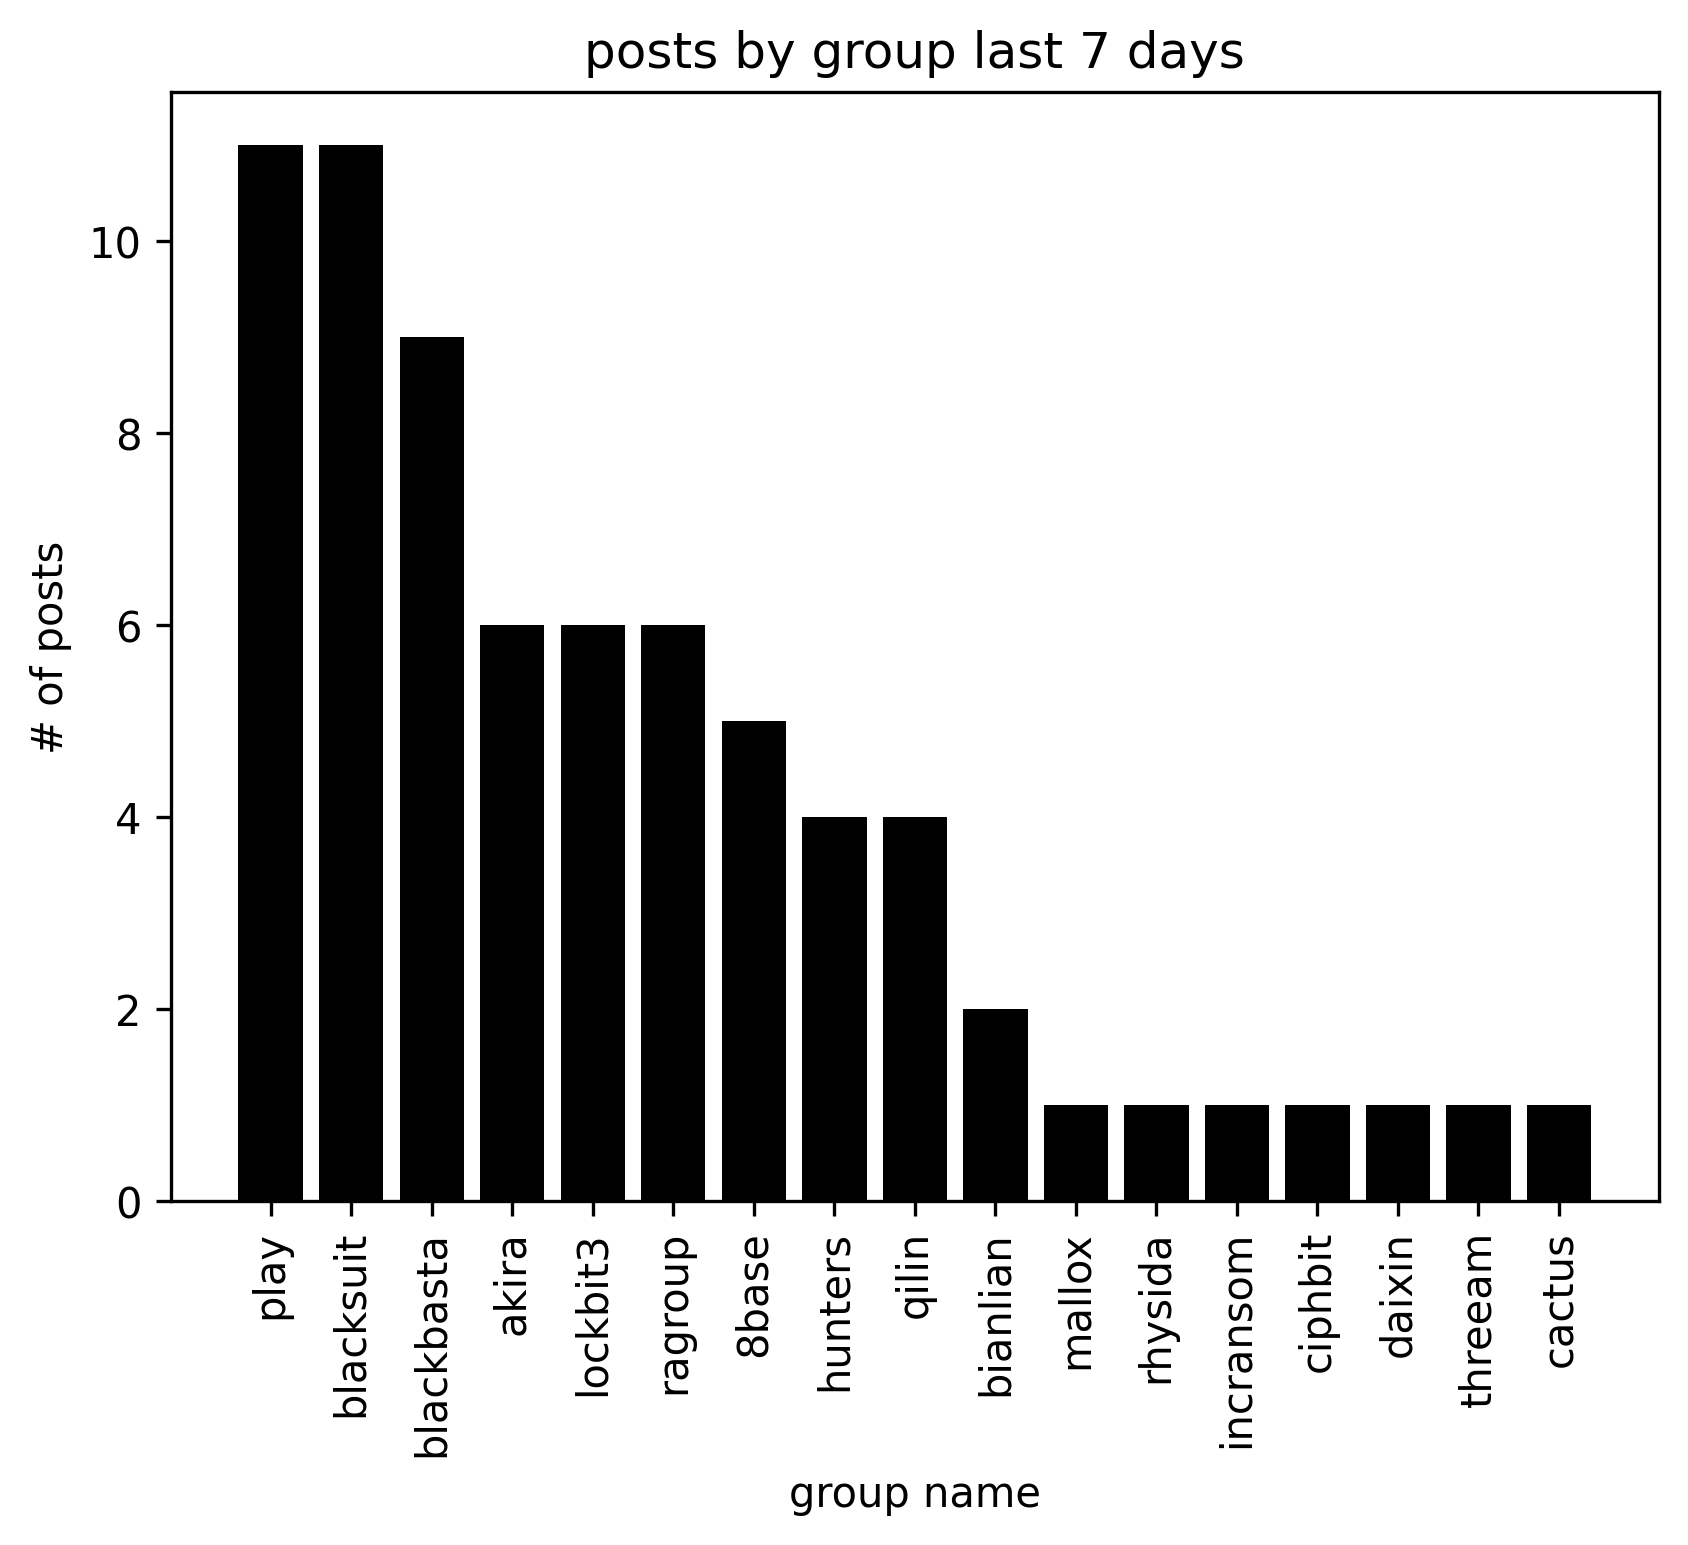 posts by group last 7 days
# of posts
10
8
6
4
2
0
play
blacksuit
blackbasta
akira
lockbit3
ragroup
8base
hunters
qilin
bianlian
mallox
rhysida
incransom
ciphbit
daixin
threeam
cactus
group name